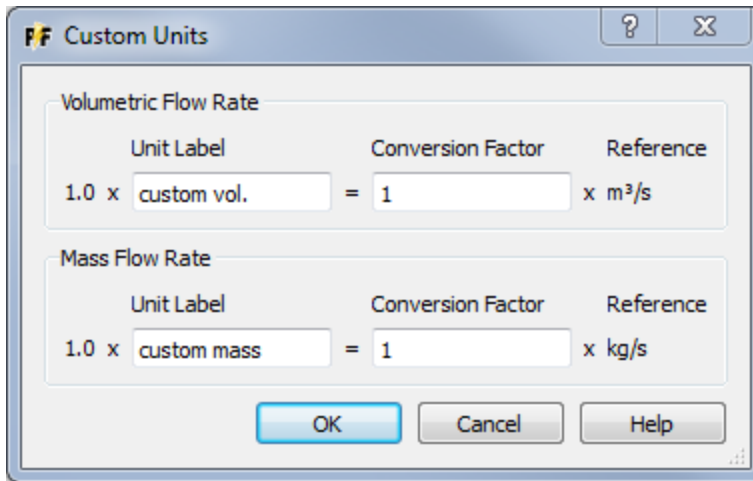 Custom Units
Volumetric Flow Rate
Unit Label Conversion Factor Reference
1.0 x custom vol. = 1 x m³/s
Mass Flow Rate
Unit Label Conversion Factor Reference
1.0 x custom mass = 1 x kg/s
OK Cancel Help